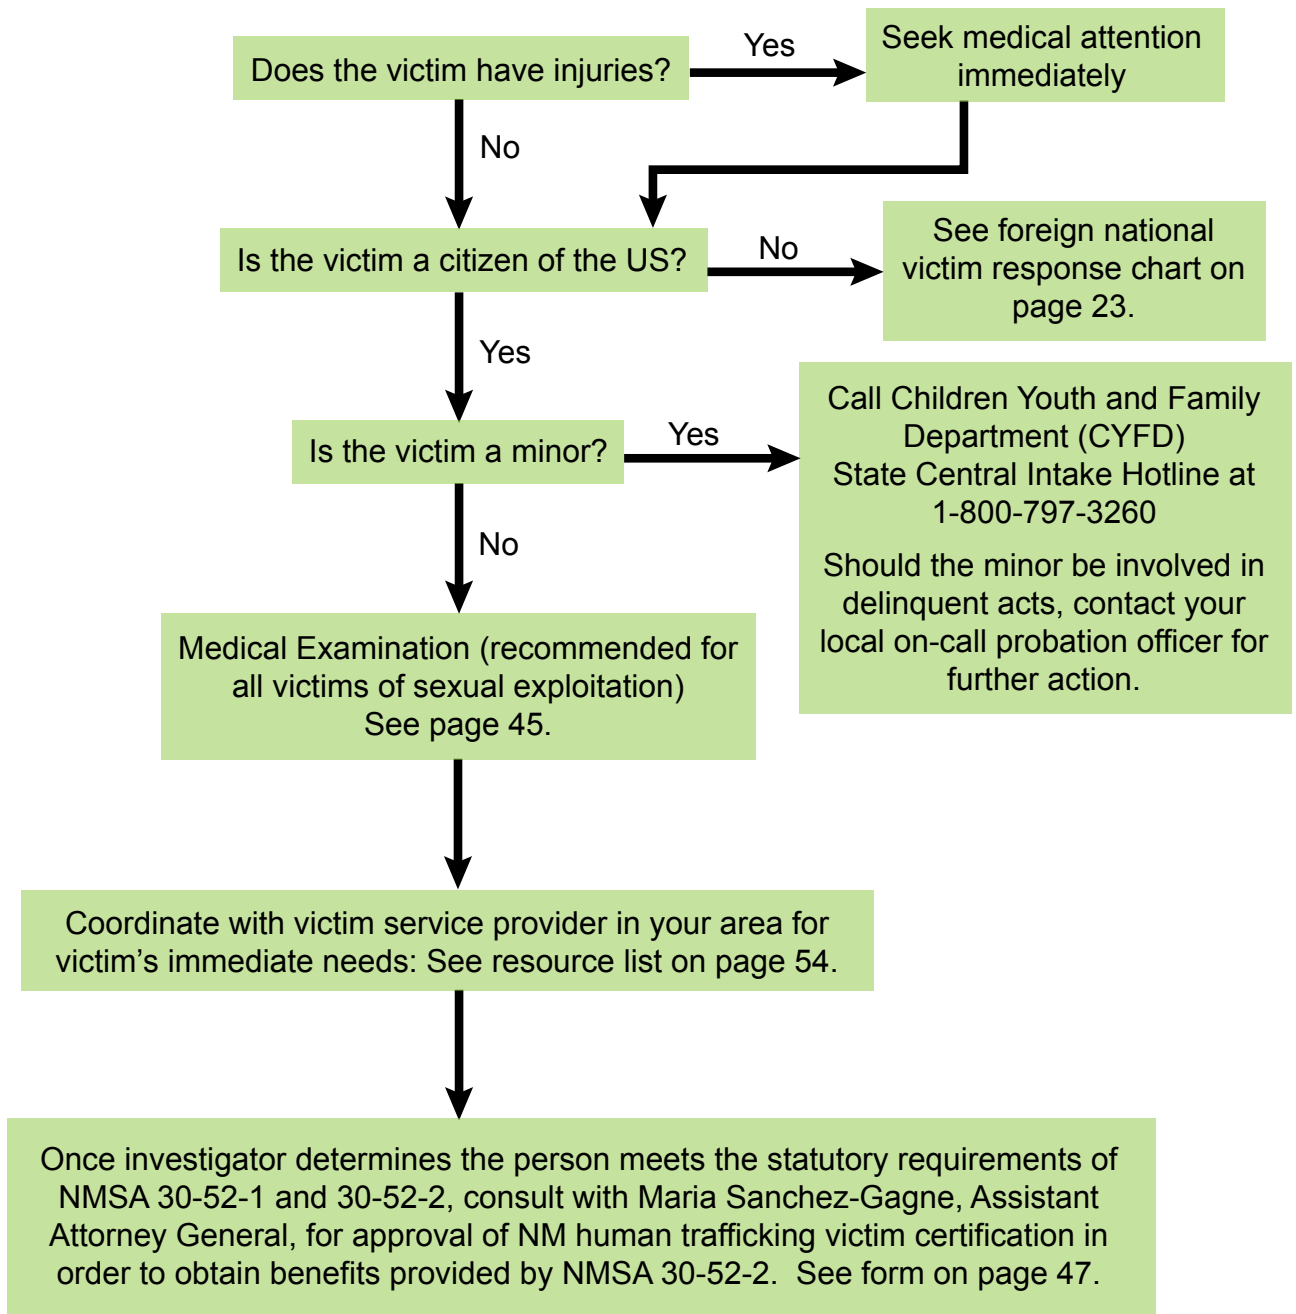 Does the victim have injuries?
Yes
Seek medical attention
immediately
No
Is the victim a citizen of the US?
No
See foreign national
victim response chart on
page 23.
Yes
Is the victim a minor?
Yes
Call Children Youth and Family
Department (CYFD)
State Central Intake Hotline at
1-800-797-3260
Should the minor be involved in
delinquent acts, contact your
local on-call probation officer for
further action.
No
Medical Examination (recommended for
all victims of sexual exploitation)
See page 45.
Coordinate with victim service provider in your area for
victim’s immediate needs: See resource list on page 54.
Once investigator determines the person meets the statutory requirements of
NMSA 30-52-1 and 30-52-2, consult with Maria Sanchez-Gagne, Assistant
Attorney General, for approval of NM human trafficking victim certification in
order to obtain benefits provided by NMSA 30-52-2.  See form on page 47.